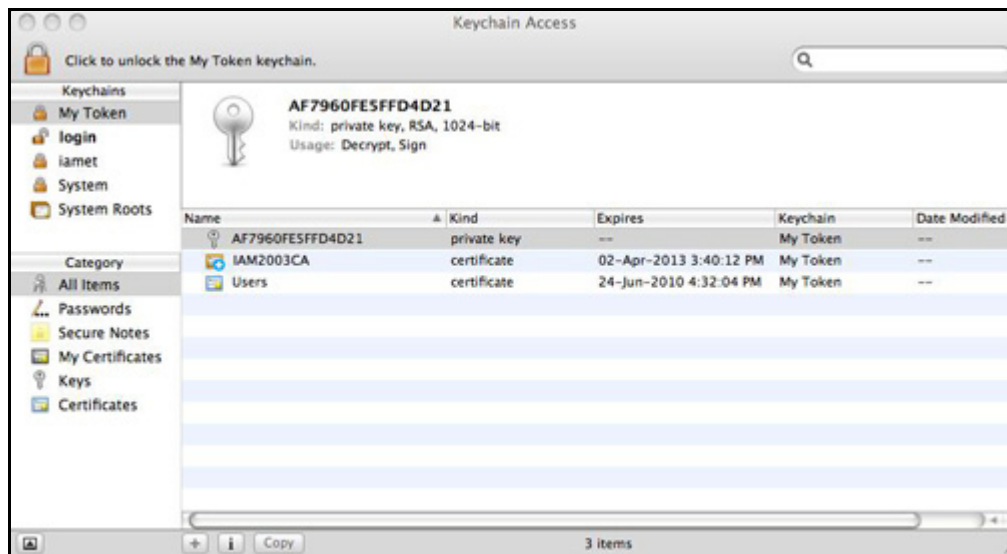 Keychain Access
Click to unlock the My Token keychain.
Keychains
My Token
login
iamet
System
System Roots
Category
All Items
Passwords
Secure Notes
My Certificates
Keys
Certificates
AF7960FE5FFD4D21
Kind: private key, RSA, 1024-bit
Usage: Decrypt, Sign
Name Kind Expires Keychain Date Modified
AF7960FE5FFD4D21 private key -- My Token --
IAM2003CA certificate 02-Apr-2013 3:40:12 PM My Token --
Users certificate 24-Jun-2010 4:32:04 PM My Token --
+ i Copy 3 items